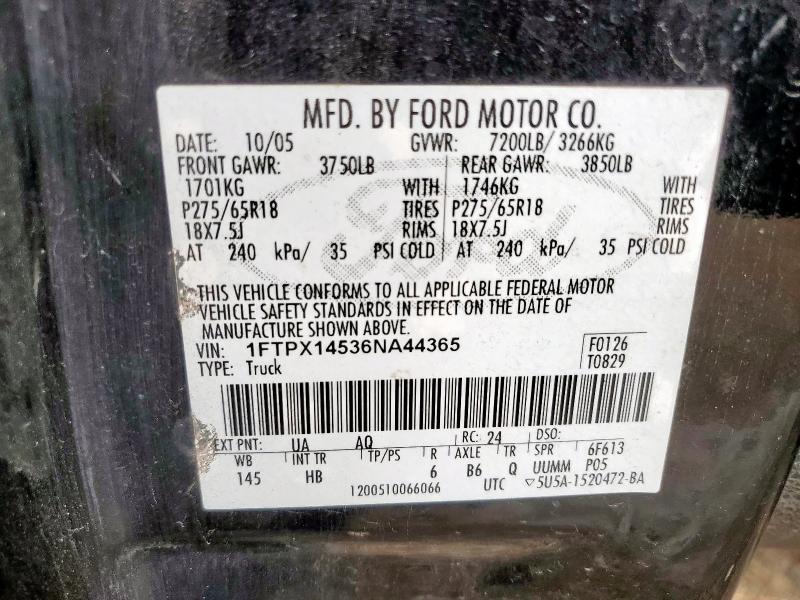 MFD. BY FORD MOTOR CO.
DATE: 10/05 GVWR: 7200LB/ 3266KG
FRONT GAWR: 3750LB REAR GAWR: 3850LB
1701KG WITH 1746KG WITH
P275/65R18 TIRES P275/65R18 TIRES
18X7.5J RIMS 18X7.5J RIMS
AT 240 kPa/ 35 PSI COLD AT 240 kPa/ 35 PSI COLD
THIS VEHICLE CONFORMS TO ALL APPLICABLE FEDERAL MOTOR
VEHICLE SAFETY STANDARDS IN EFFECT ON THE DATE OF
MANUFACTURE SHOWN ABOVE.
VIN: 1FTPX14536NA44365 F0126
TYPE: Truck T0829
EXT PNT: UA AQ RC: 24 DSO:
WB INT TR TP/PS R AXLE TR SPR 6F613
145 HB 6 B6 Q UUMM P05
1200510066066 UTC ▽5U5A-1520472-BA